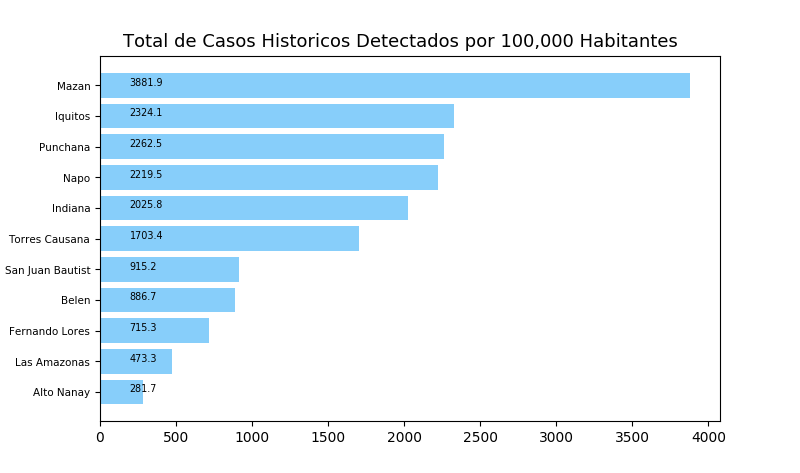 Total de Casos Historicos Detectados por 100,000 Habitantes
Mazan 3881.9
Iquitos 2324.1
Punchana 2262.5
Napo 2219.5
Indiana 2025.8
Torres Causana 1703.4
San Juan Bautist 915.2
Belen 886.7
Fernando Lores 715.3
Las Amazonas 473.3
Alto Nanay 281.7
0 500 1000 1500 2000 2500 3000 3500 4000